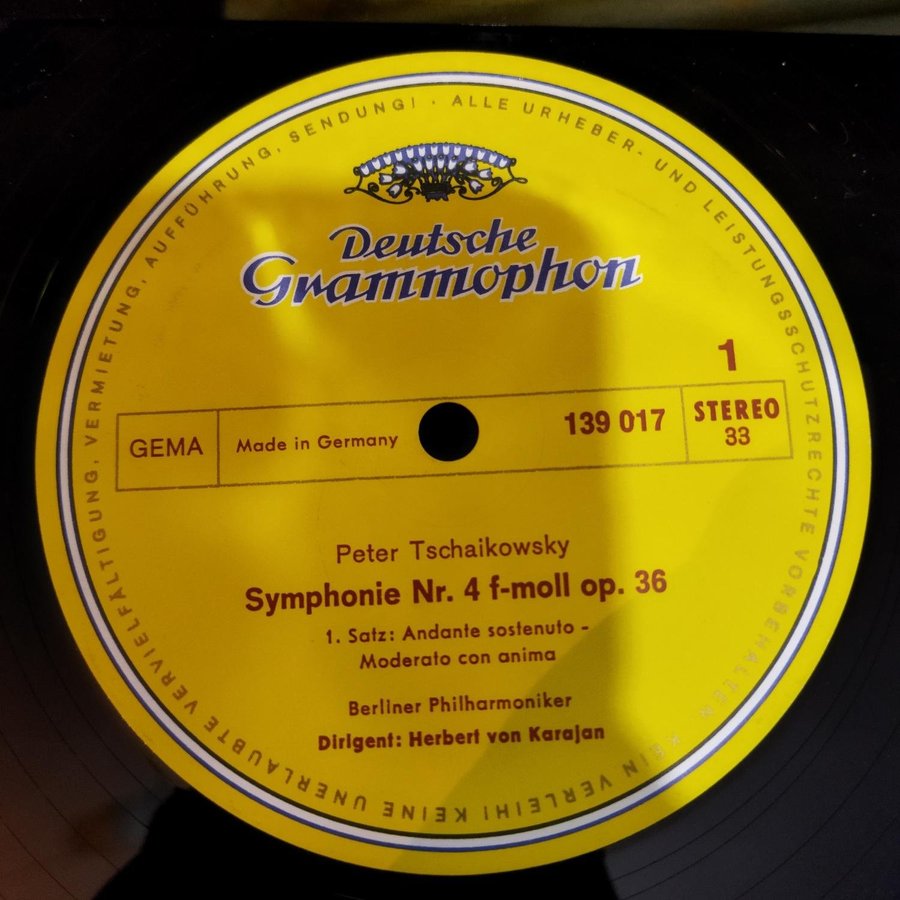 ALLE URHEBER- UND LEISTUNGSSCHUTZRECHTE VORBEHALTEN · KEIN VERLEIH! KEINE UNERLAUBTE VERVIELFÄLTIGUNG, VERMIETUNG, AUFFÜHRUNG, SENDUNG! ·
Deutsche
Grammophon
1
GEMA Made in Germany 139 017 STEREO
33
Peter Tschaikowsky
Symphonie Nr. 4 f-moll op. 36
1. Satz: Andante sostenuto -
Moderato con anima
Berliner Philharmoniker
Dirigent: Herbert von Karajan